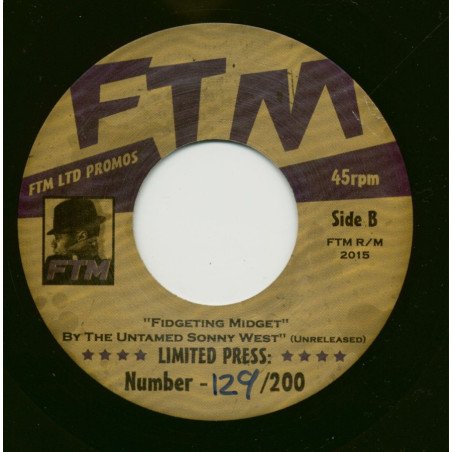 FTM
FTM LTD PROMOS
45rpm
Side B
FTM R/M
2015
FTM
"Fidgeting Midget"
By The Untamed Sonny West" (Unreleased)
★★★★ LIMITED PRESS: ★★★★
Number - 129/200